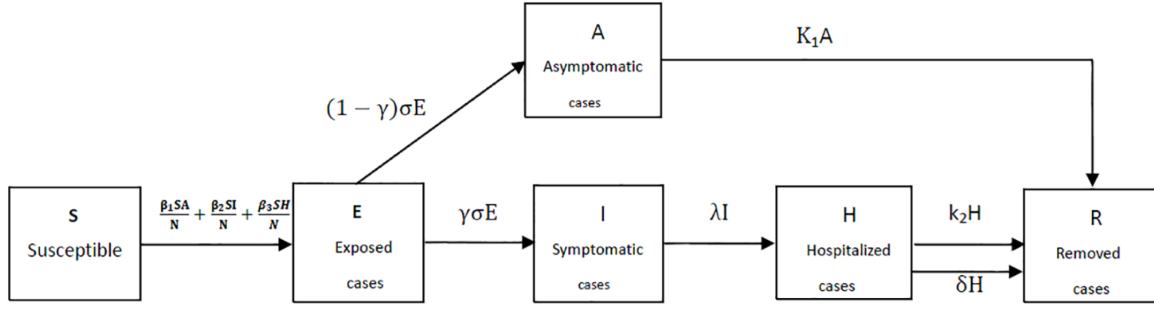 A
Asymptomatic
cases
K₁A
(1 − γ)σE
S
Susceptible
β₁SA/N + β₂SI/N + β₃SH/N
E
Exposed
cases
γσE
I
Symptomatic
cases
λI
H
Hospitalized
cases
k₂H
δH
R
Removed
cases